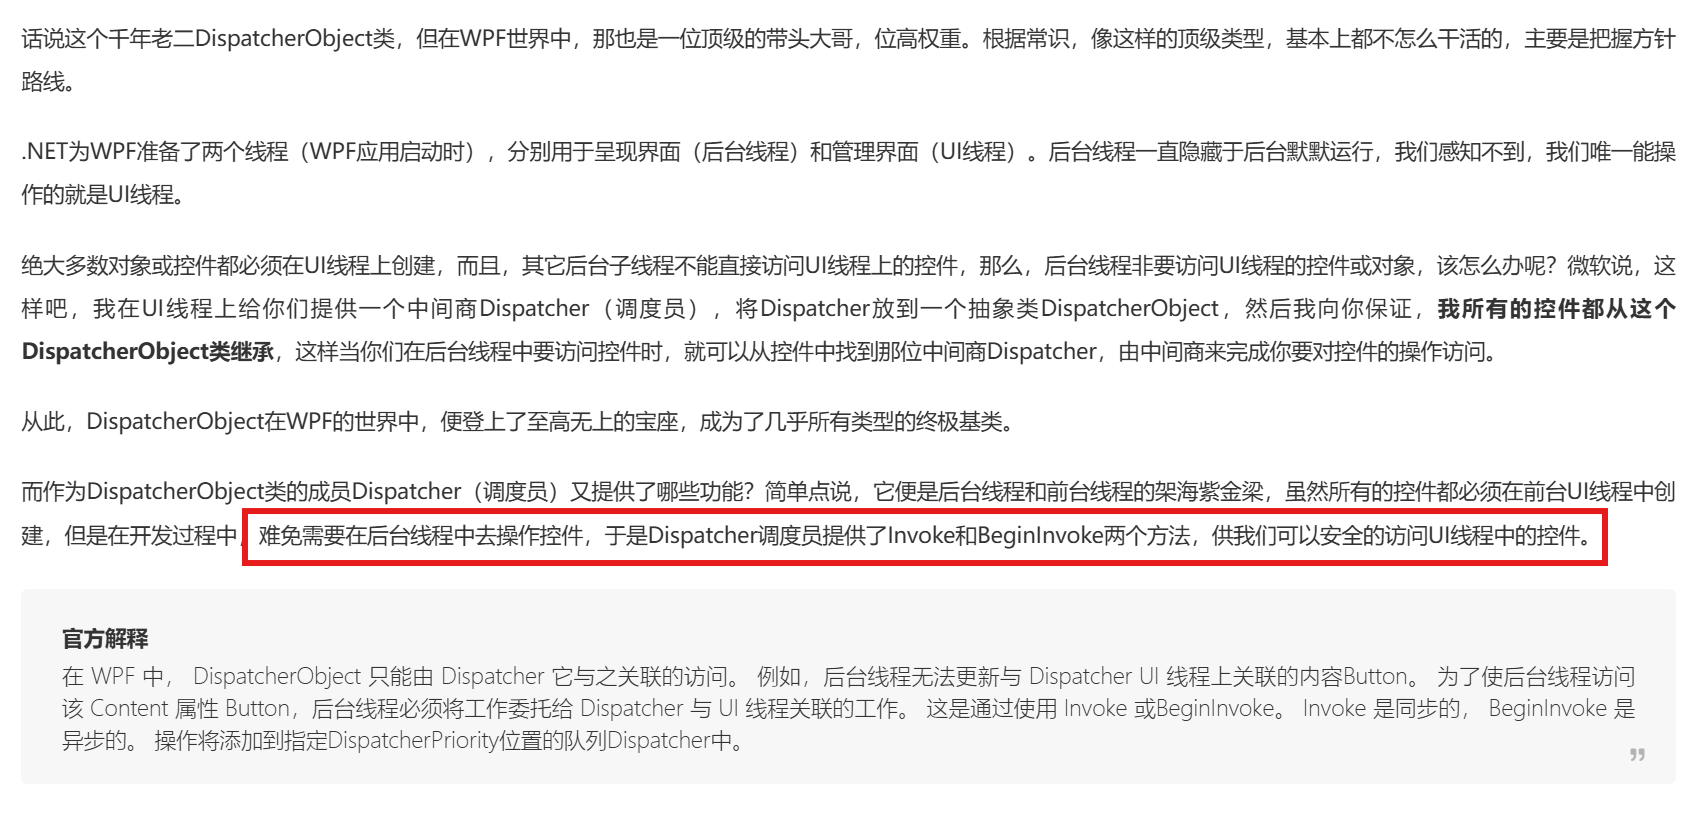 话说这个千年老二DispatcherObject类，但在WPF世界中，那也是一位顶级的带头大哥，位高权重。根据常识，像这样的顶级类型，基本上都不怎么干活的，主要是把握方针
路线。
.NET为WPF准备了两个线程（WPF应用启动时），分别用于呈现界面（后台线程）和管理界面（UI线程）。后台线程一直隐藏于后台默默运行，我们感知不到，我们唯一能操
作的就是UI线程。
绝大多数对象或控件都必须在UI线程上创建，而且，其它后台子线程不能直接访问UI线程上的控件，那么，后台线程非要访问UI线程的控件或对象，该怎么办呢？微软说，这
样吧，我在UI线程上给你们提供一个中间商Dispatcher（调度员），将Dispatcher放到一个抽象类DispatcherObject，然后我向你保证，我所有的控件都从这个
DispatcherObject类继承，这样当你们在后台线程中要访问控件时，就可以从控件中找到那位中间商Dispatcher，由中间商来完成你要对控件的操作访问。
从此，DispatcherObject在WPF的世界中，便登上了至高无上的宝座，成为了几乎所有类型的终极基类。
而作为DispatcherObject类的成员Dispatcher（调度员）又提供了哪些功能？简单点说，它便是后台线程和前台线程的架海紫金梁，虽然所有的控件都必须在前台UI线程中创
建，但是在开发过程中，难免需要在后台线程中去操作控件，于是Dispatcher调度员提供了Invoke和BeginInvoke两个方法，供我们可以安全的访问UI线程中的控件。
官方解释
在 WPF 中， DispatcherObject 只能由 Dispatcher 它与之关联的访问。 例如，后台线程无法更新与 Dispatcher UI 线程上关联的内容Button。 为了使后台线程访问
该 Content 属性 Button，后台线程必须将工作委托给 Dispatcher 与 UI 线程关联的工作。 这是通过使用 Invoke 或BeginInvoke。 Invoke 是同步的， BeginInvoke 是
异步的。 操作将添加到指定DispatcherPriority位置的队列Dispatcher中。
”